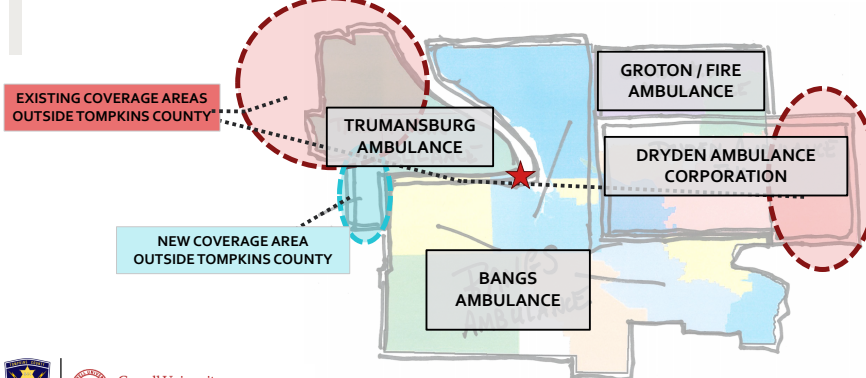 GROTON / FIRE
AMBULANCE
EXISTING COVERAGE AREAS
OUTSIDE TOMPKINS COUNTY
TRUMANSBURG
AMBULANCE
DRYDEN AMBULANCE
CORPORATION
NEW COVERAGE AREA
OUTSIDE TOMPKINS COUNTY
BANGS
AMBULANCE
AMBULANCE